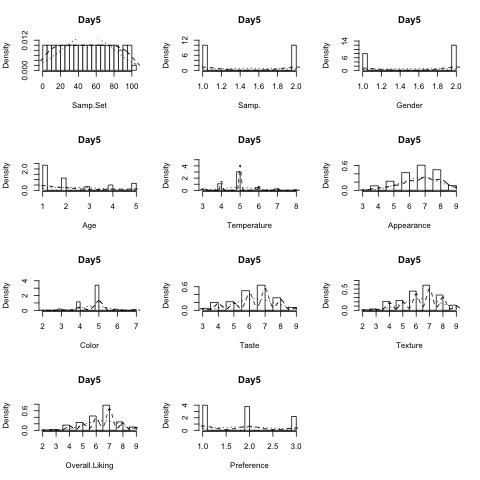 Day5 Day5 Day5
Density 0.000 0.006 0.012
0 20 40 60 80 100
Samp.Set
Density 0 6 14
1.0 1.2 1.4 1.6 1.8 2.0
Samp.
Density 0 6 14
1.0 1.2 1.4 1.6 1.8 2.0
Gender
Day5 Day5 Day5
Density 0.0 1.0 2.0
1 2 3 4 5
Age
Density 0 2 4
3 4 5 6 7 8
Temperature
Density 0.0 0.6
3 4 5 6 7 8 9
Appearance
Day5 Day5 Day5
Density 0 2 4
2 3 4 5 6 7
Color
Density 0.0 0.6
3 4 5 6 7 8 9
Taste
Density 0.0 0.5
2 3 4 5 6 7 8 9
Texture
Day5 Day5
Density 0.0 0.6
2 3 4 5 6 7 8 9
Overall.Liking
Density 0 2 4
1.0 1.5 2.0 2.5 3.0
Preference